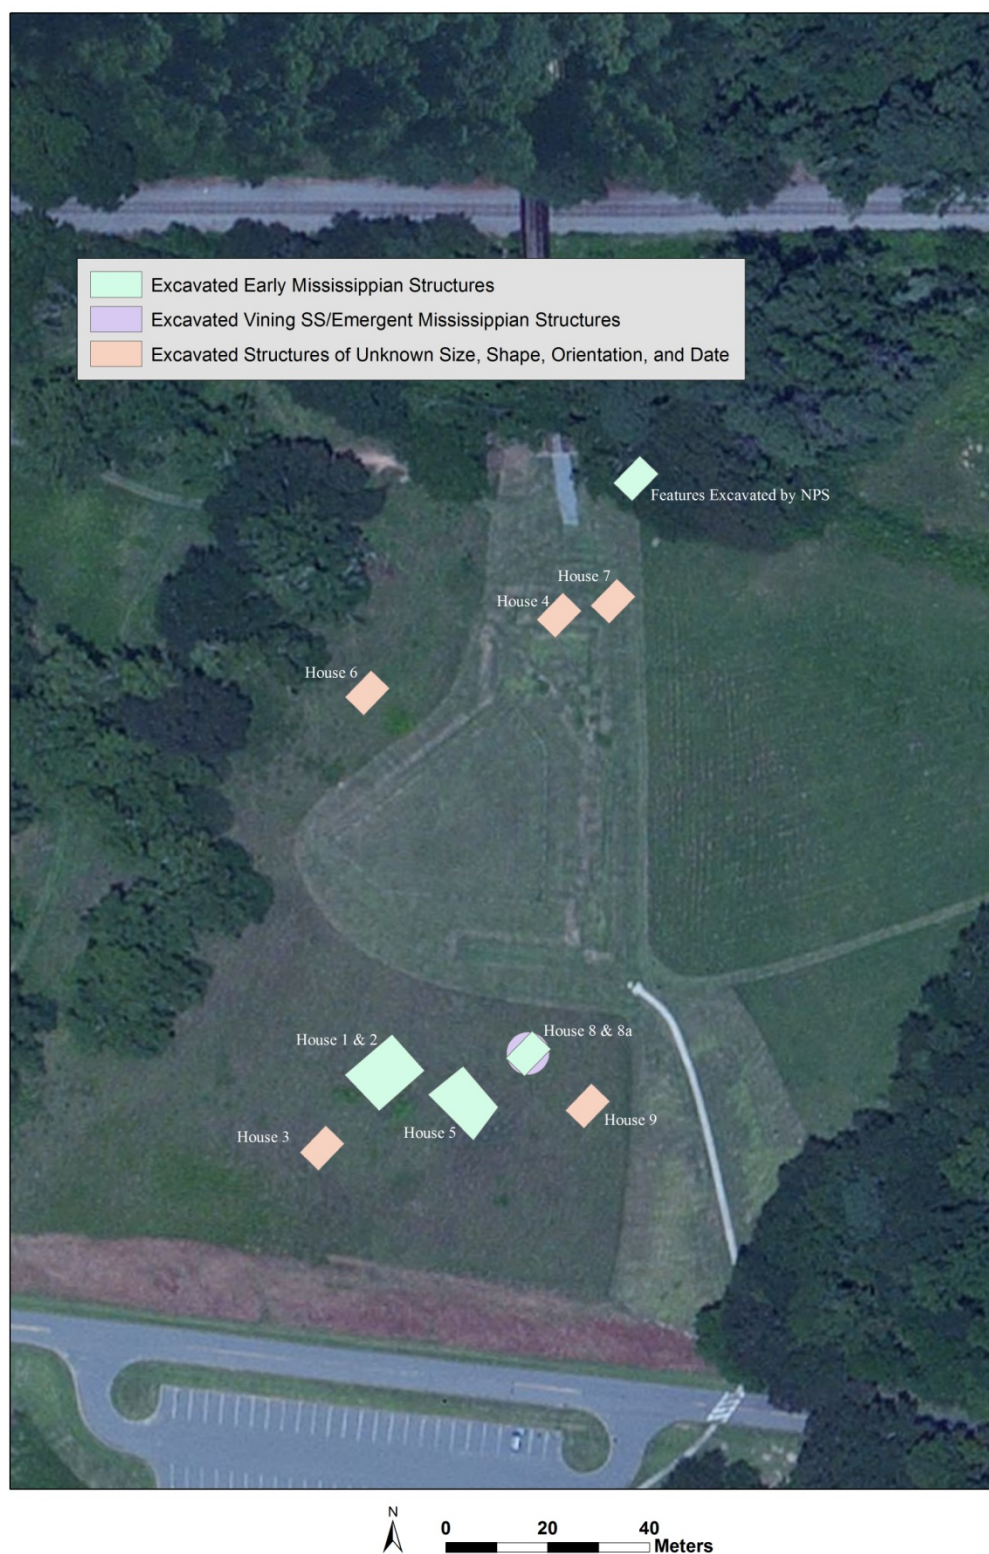 Excavated Early Mississippian Structures
Excavated Vining SS/Emergent Mississippian Structures
Excavated Structures of Unknown Size, Shape, Orientation, and Date
Features Excavated by NPS
House 7
House 4
House 6
House 8 & 8a
House 1 & 2
House 9
House 5
House 3
N
0 20 40
Meters